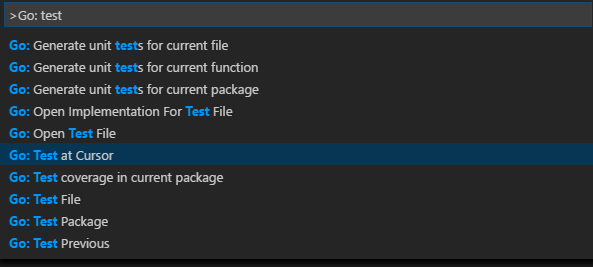 >Go: test
Go: Generate unit tests for current file
Go: Generate unit tests for current function
Go: Generate unit tests for current package
Go: Open Implementation For Test File
Go: Open Test File
Go: Test at Cursor
Go: Test coverage in current package
Go: Test File
Go: Test Package
Go: Test Previous